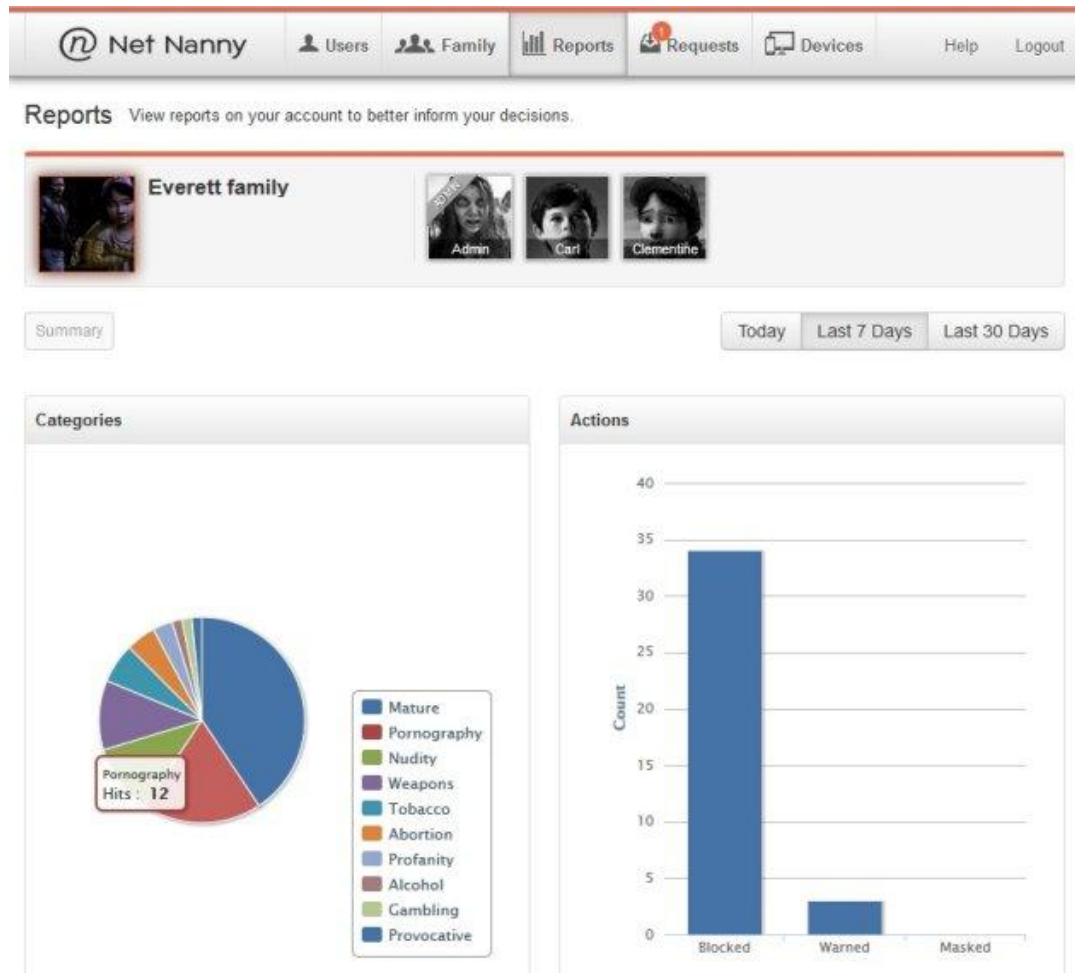 Net Nanny
Users
Family
Reports
1
Requests
Devices
Help
Logout
Reports View reports on your account to better inform your decisions.
Everett family
ADMIN
Admin
Carl
Clementine
Summary
Today
Last 7 Days
Last 30 Days
Categories
Pornography
Hits : 12
Mature
Pornography
Nudity
Weapons
Tobacco
Abortion
Profanity
Alcohol
Gambling
Provocative
Actions
Count
40
35
30
25
20
15
10
5
0
Blocked
Warned
Masked